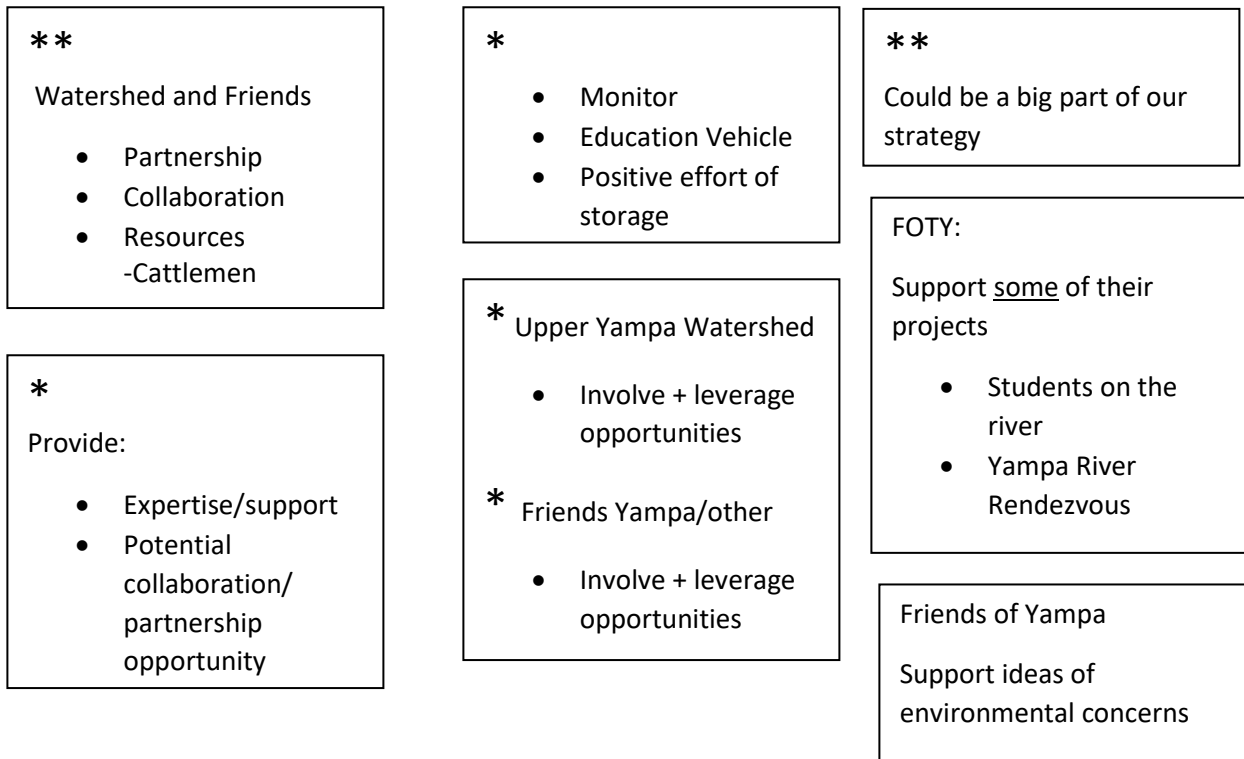 **
Watershed and Friends
• Partnership
• Collaboration
• Resources
-Cattlemen
*
Provide:
• Expertise/support
• Potential
collaboration/
partnership
opportunity
*
• Monitor
• Education Vehicle
• Positive effort of
storage
* Upper Yampa Watershed
• Involve + leverage
opportunities
* Friends Yampa/other
• Involve + leverage
opportunities
**
Could be a big part of our
strategy
FOTY:
Support some of their
projects
• Students on the
river
• Yampa River
Rendezvous
Friends of Yampa
Support ideas of
environmental concerns